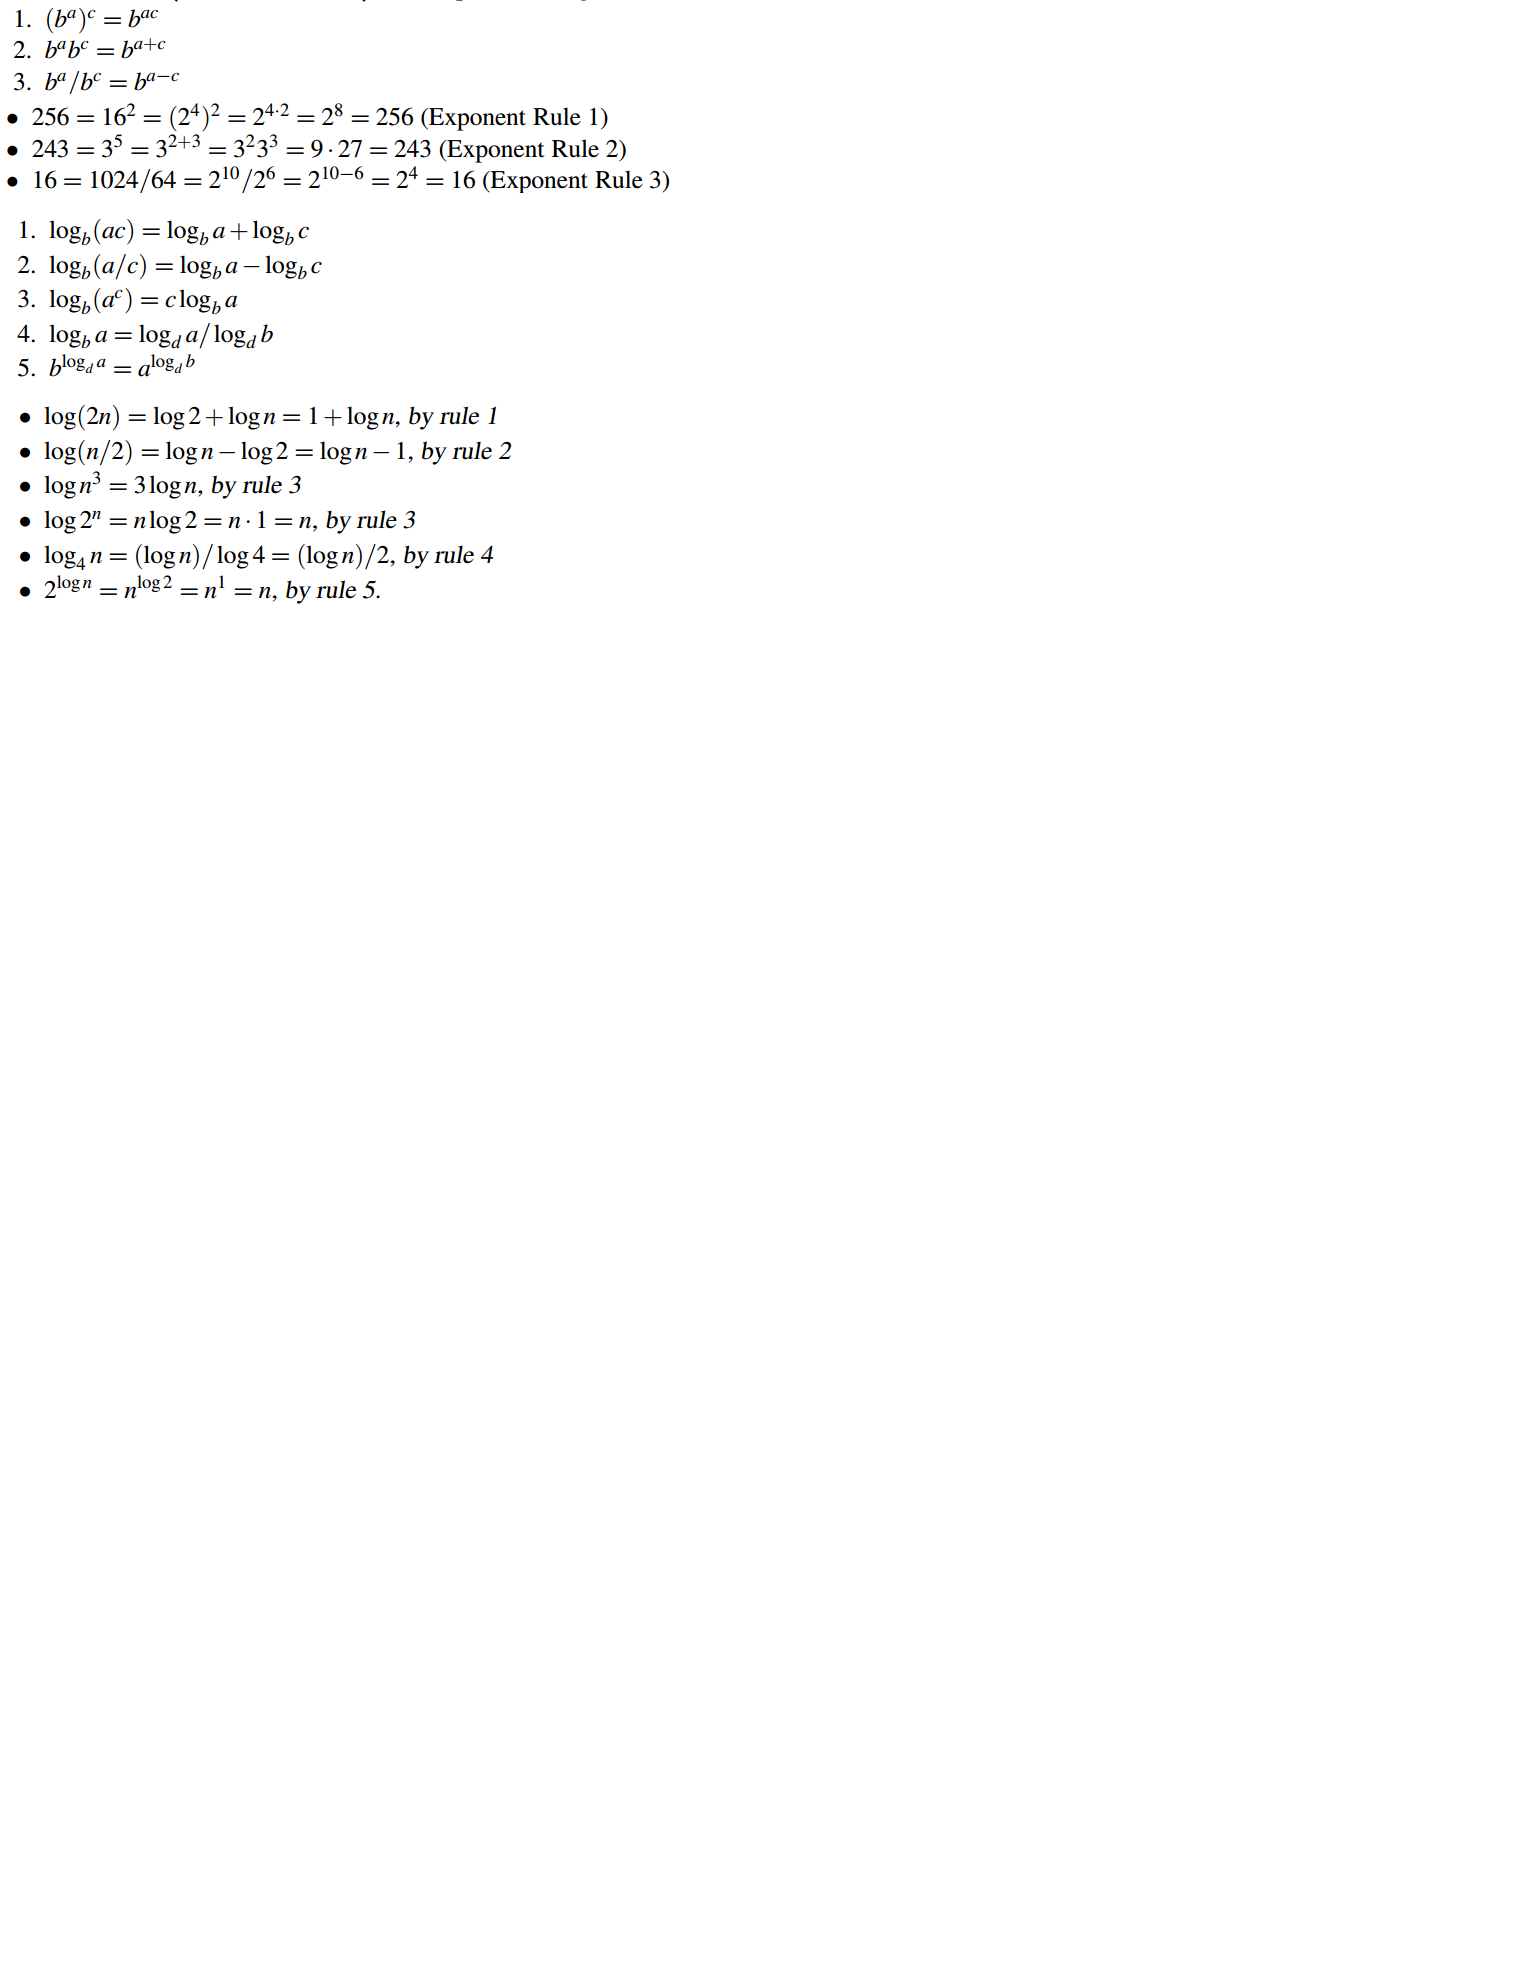 1. (b^a)^c = b^{ac}
2. b^a b^c = b^{a+c}
3. b^a/b^c = b^{a−c}
• 256 = 16^2 = (2^4)^2 = 2^{4·2} = 2^8 = 256 (Exponent Rule 1)
• 243 = 3^5 = 3^{2+3} = 3^2 3^3 = 9 · 27 = 243 (Exponent Rule 2)
• 16 = 1024/64 = 2^{10}/2^6 = 2^{10−6} = 2^4 = 16 (Exponent Rule 3)
1. log_b(ac) = log_b a + log_b c
2. log_b(a/c) = log_b a − log_b c
3. log_b(a^c) = c log_b a
4. log_b a = log_d a/ log_d b
5. b^{log_d a} = a^{log_d b}
• log(2n) = log 2 + log n = 1 + log n, by rule 1
• log(n/2) = log n − log 2 = log n − 1, by rule 2
• log n^3 = 3 log n, by rule 3
• log 2^n = n log 2 = n · 1 = n, by rule 3
• log_4 n = (log n)/ log 4 = (log n)/2, by rule 4
• 2^{log n} = n^{log 2} = n^1 = n, by rule 5.